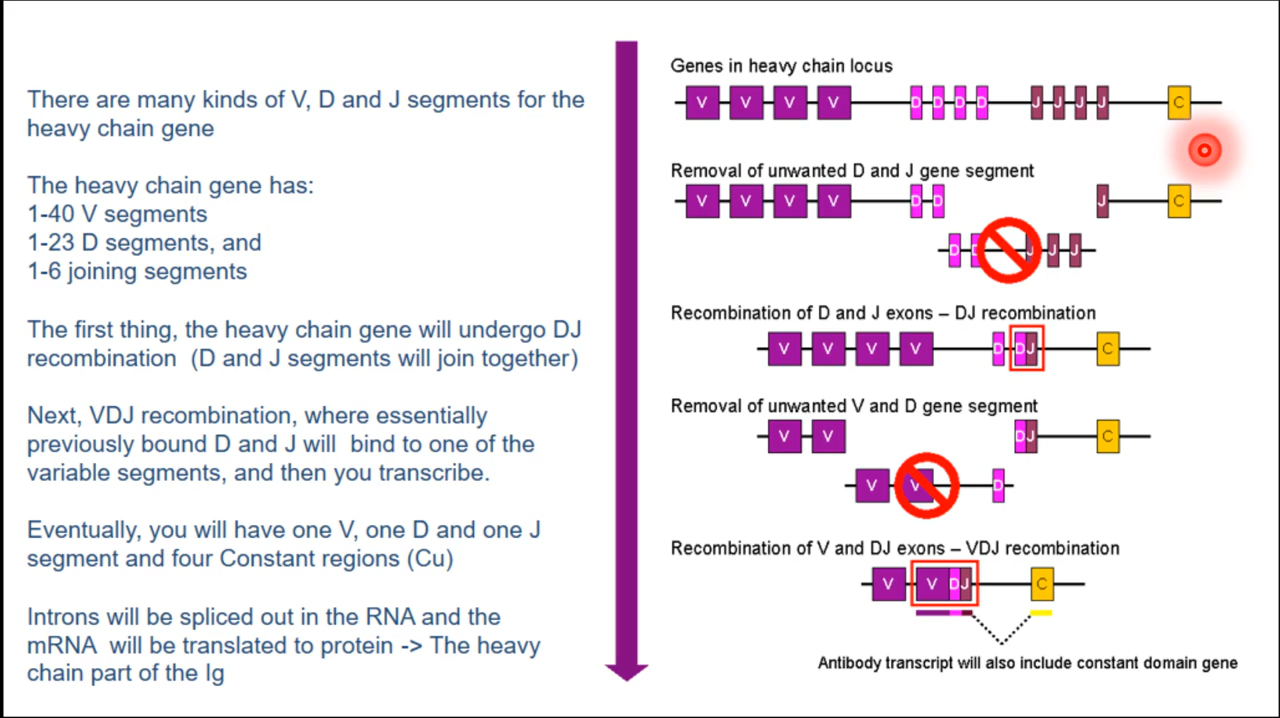 There are many kinds of V, D and J segments for the
heavy chain gene
The heavy chain gene has:
1-40 V segments
1-23 D segments, and
1-6 joining segments
The first thing, the heavy chain gene will undergo DJ
recombination (D and J segments will join together)
Next, VDJ recombination, where essentially
previously bound D and J will bind to one of the
variable segments, and then you transcribe.
Eventually, you will have one V, one D and one J
segment and four Constant regions (Cu)
Introns will be spliced out in the RNA and the
mRNA will be translated to protein -> The heavy
chain part of the Ig
Genes in heavy chain locus
V V V V D D D D J J J J C
Removal of unwanted D and J gene segment
V V V V D D J C
D D J J J
Recombination of D and J exons – DJ recombination
V V V V D D J C
Removal of unwanted V and D gene segment
V V D J C
V V D
Recombination of V and DJ exons – VDJ recombination
V V D J C
Antibody transcript will also include constant domain gene